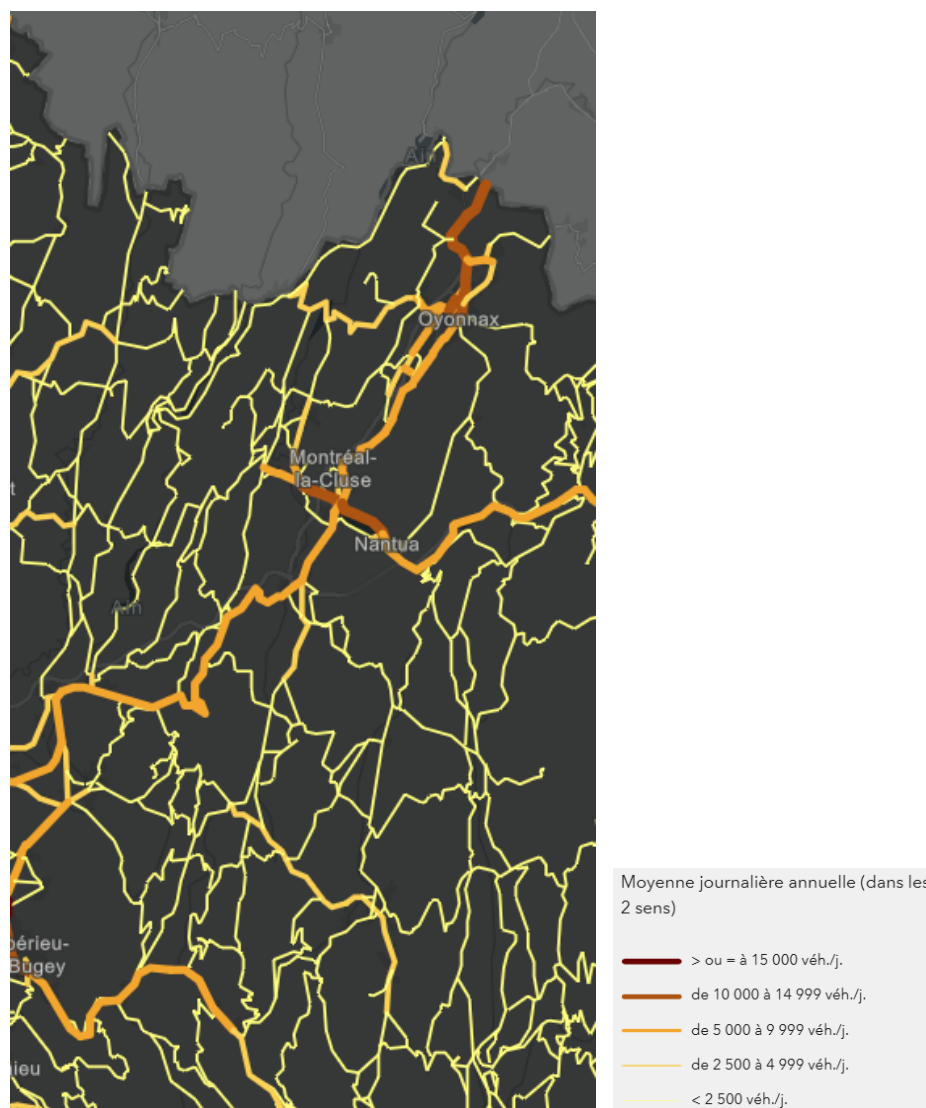 Ain
Oyonnax
Montréal-
la-Cluse
t
Nantua
Ain
périeu-
Bugey
ieu
Moyenne journalière annuelle (dans les
2 sens)
> ou = à 15 000 véh./j.
de 10 000 à 14 999 véh./j.
de 5 000 à 9 999 véh./j.
de 2 500 à 4 999 véh./j.
< 2 500 véh./j.